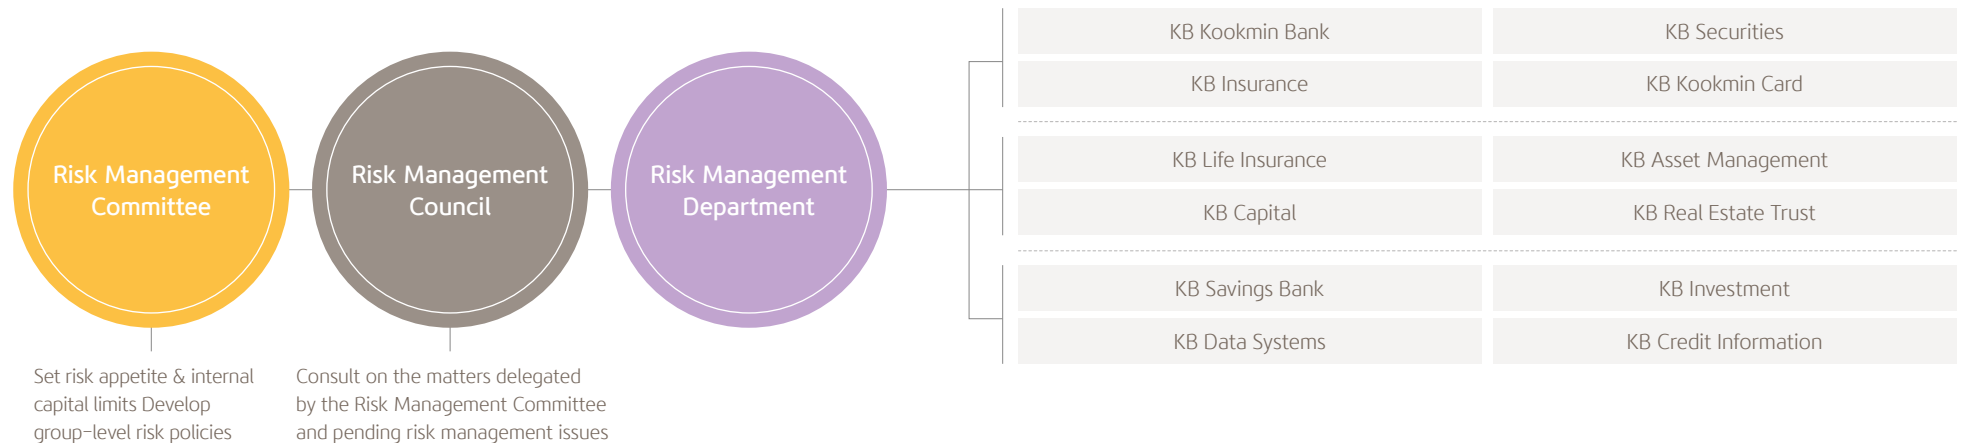 Risk Management
Committee
Risk Management
Council
Risk Management
Department
Set risk appetite & internal
capital limits Develop
group-level risk policies
Consult on the matters delegated
by the Risk Management Committee
and pending risk management issues
KB Kookmin Bank
KB Securities
KB Insurance
KB Kookmin Card
KB Life Insurance
KB Asset Management
KB Capital
KB Real Estate Trust
KB Savings Bank
KB Investment
KB Data Systems
KB Credit Information